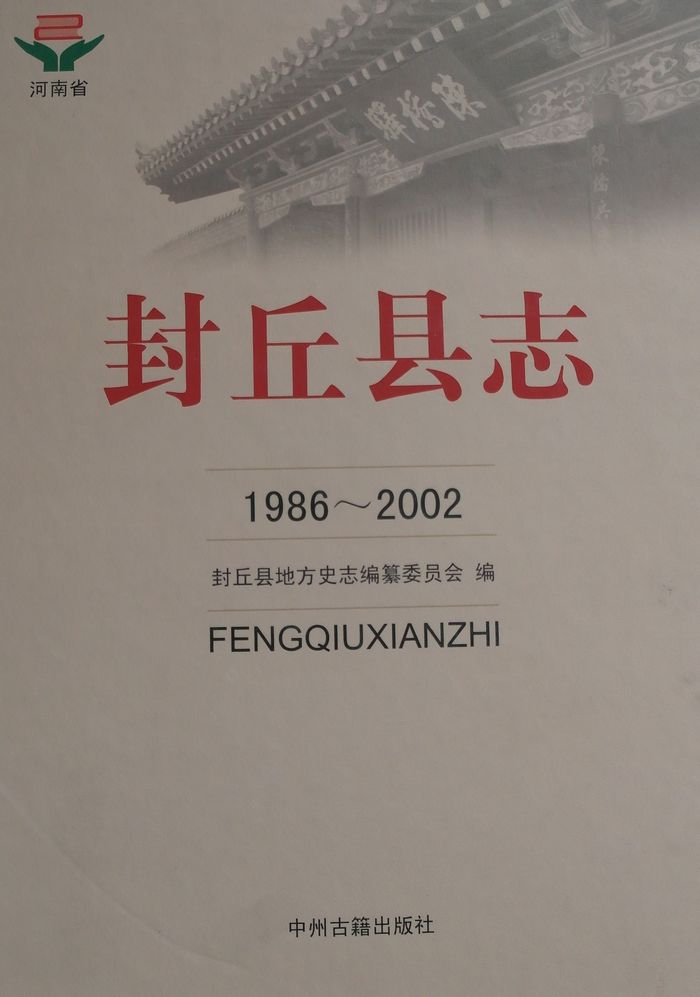 河南省
陈桥驿
封丘县志
1986～2002
封丘县地方史志编纂委员会 编
FENGQIUXIANZHI
中州古籍出版社